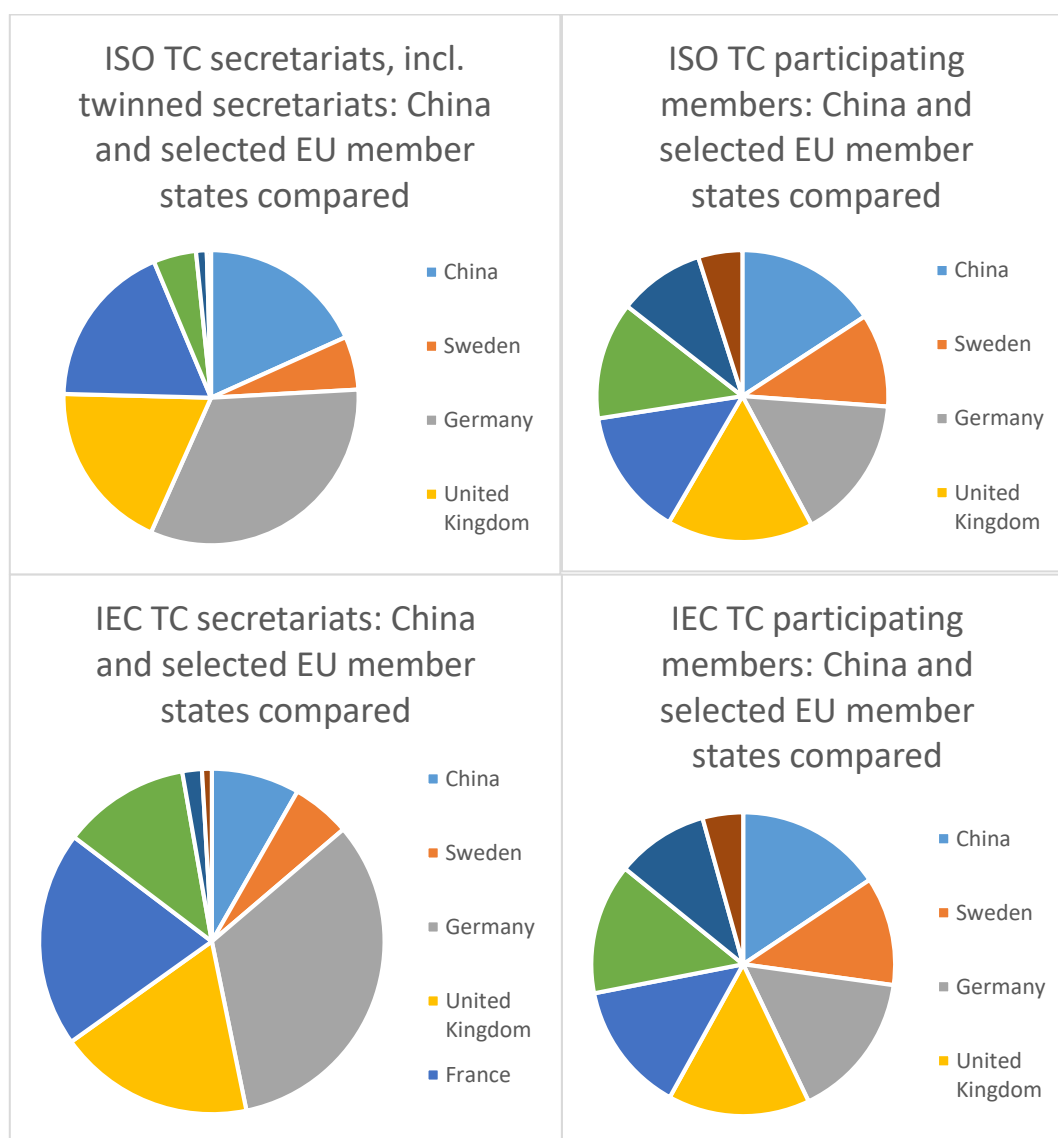 ISO TC secretariats, incl.
twinned secretariats: China
and selected EU member
states compared
China
Sweden
Germany
United
Kingdom
ISO TC participating
members: China and
selected EU member
states compared
China
Sweden
Germany
United
Kingdom
IEC TC secretariats: China
and selected EU member
states compared
China
Sweden
Germany
United
Kingdom
France
IEC TC participating
members: China and
selected EU member
states compared
China
Sweden
Germany
United
Kingdom